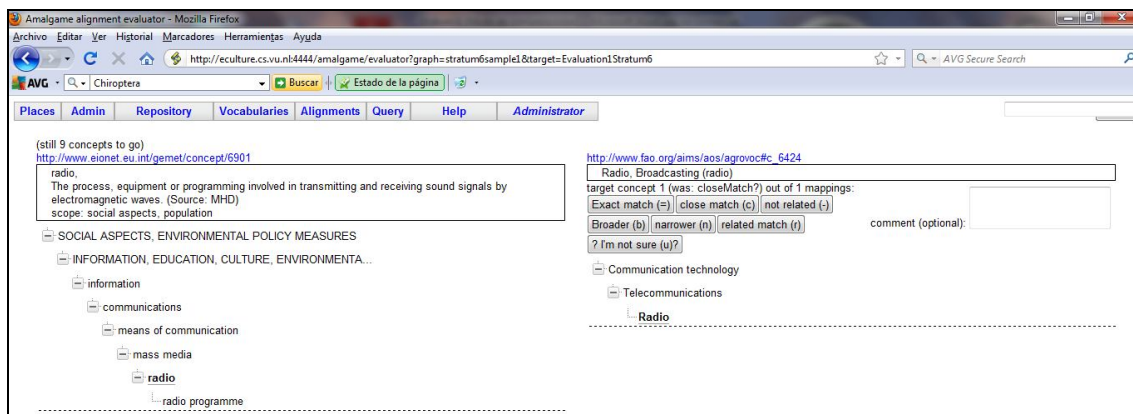 Amalgame alignment evaluator - Mozilla Firefox
Archivo Editar Ver Historial Marcadores Herramientas Ayuda
http://eculture.cs.vu.nl:4444/amalgame/evaluator?graph=stratum6sample1&target=Evaluation1Stratum6
AVG Secure Search
AVG Chiroptera Buscar Estado de la página
Places Admin Repository Vocabularies Alignments Query Help Administrator
(still 9 concepts to go)
http://www.eionet.eu.int/gemet/concept/6901
radio,
The process, equipment or programming involved in transmitting and receiving sound signals by
electromagnetic waves. (Source: MHD)
scope: social aspects, population
SOCIAL ASPECTS, ENVIRONMENTAL POLICY MEASURES
INFORMATION, EDUCATION, CULTURE, ENVIRONMENTA...
information
communications
means of communication
mass media
radio
radio programme
http://www.fao.org/aims/aos/agrovoc#c_6424
Radio, Broadcasting (radio)
target concept 1 (was: closeMatch?) out of 1 mappings:
Exact match (=) close match (c) not related (-)
Broader (b) narrower (n) related match (r)
comment (optional):
? I'm not sure (u)?
Communication technology
Telecommunications
Radio